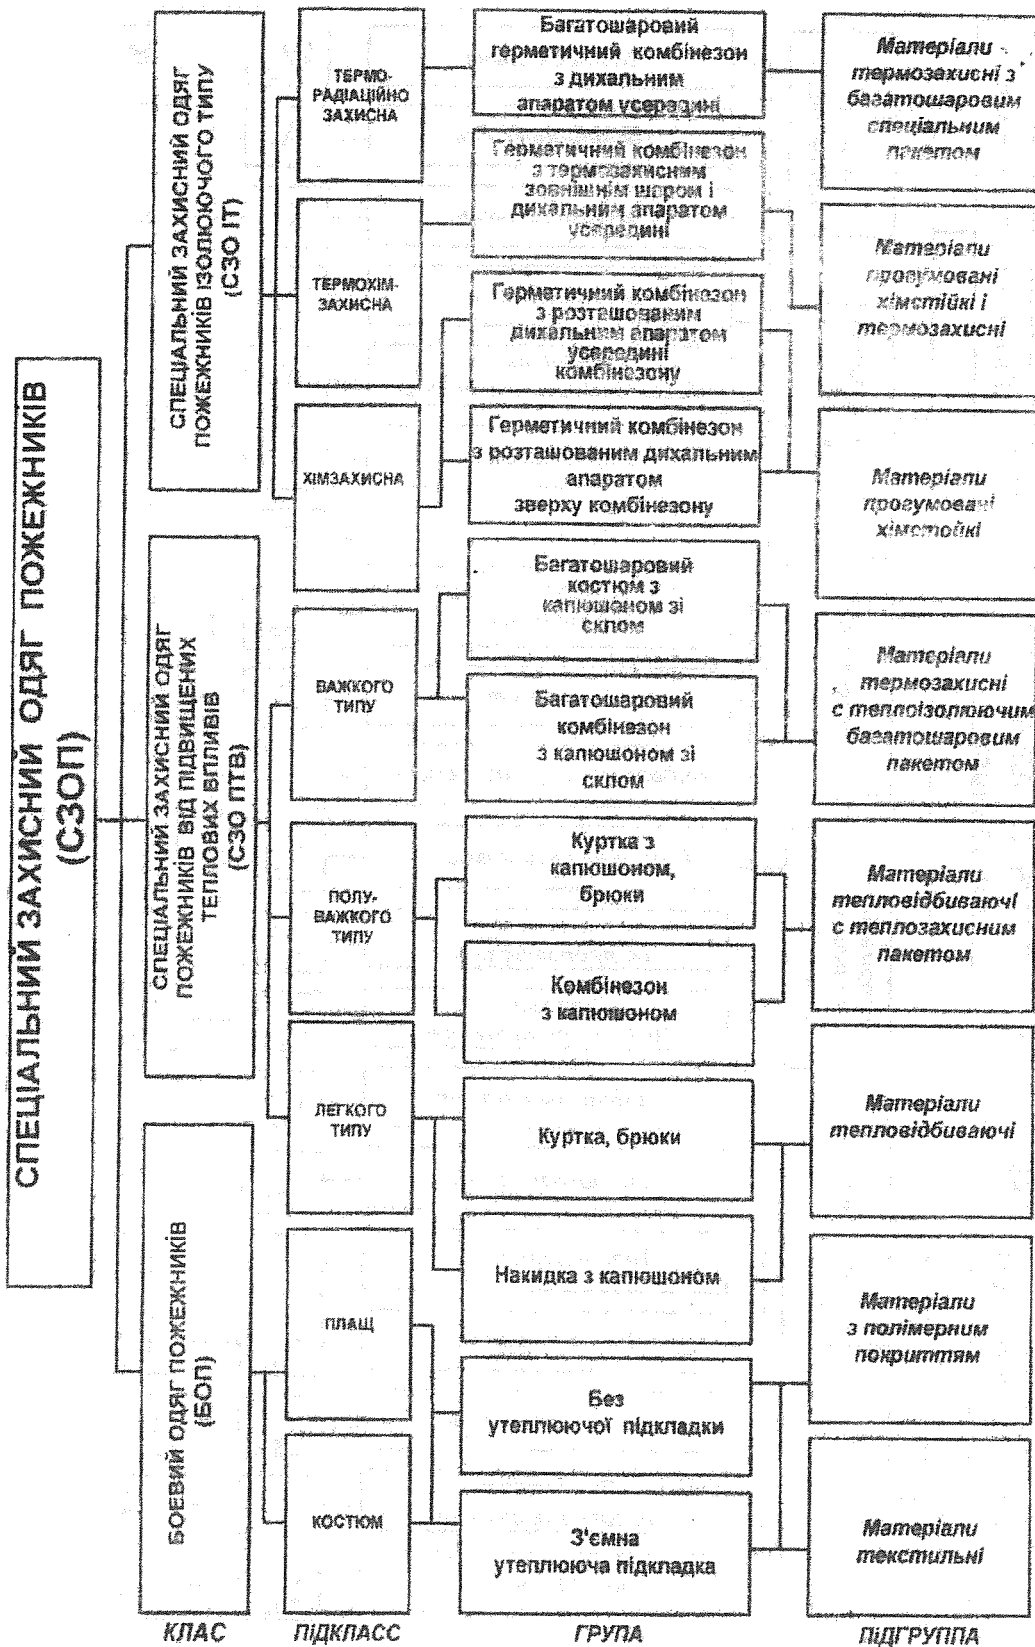 СПЕЦІАЛЬНИЙ ЗАХИСНИЙ ОДЯГ ПОЖЕЖНИКІВ
(СЗОП)
СПЕЦІАЛЬНИЙ ЗАХИСНИЙ ОДЯГ
ПОЖЕЖНИКІВ ІЗОЛЮЮЧОГО ТИПУ
(СЗО ІТ)
СПЕЦІАЛЬНИЙ ЗАХИСНИЙ ОДЯГ
ПОЖЕЖНИКІВ ВІД ПІДВИЩЕНИХ
ТЕПЛОВИХ ВПЛИВІВ
(СЗО ПТВ)
БОЕВИЙ ОДЯГ ПОЖЕЖНИКІВ
(БОП)
ТЕРМО-
РАДІАЦІЙНО
ЗАХИСНА
ТЕРМОХІМ-
ЗАХИСНА
ХІМЗАХИСНА
ВАЖКОГО
ТИПУ
ПОЛУ-
ВАЖКОГО
ТИПУ
ЛЕГКОГО
ТИПУ
ПЛАЩ
КОСТЮМ
Багатошаровий
герметичний комбінезон
з дихальним
апаратом усередині
Герметичний комбінезон
з термозахисним
зовнішнім шаром і
дихальним апаратом
усередині
Герметичний комбінезон
з розташованим
дихальним апаратом
усередині
комбінезону
Герметичний комбінезон
з розташованим дихальним
апаратом
зверху комбінезону
Багатошаровий
костюм з
капюшоном зі
склом
Багатошаровий
комбінезон
з капюшоном зі
склом
Куртка з
капюшоном,
брюки
Комбінезон
з капюшоном
Куртка, брюки
Накидка з капюшоном
Без
утеплюючої підкладки
З'ємна
утеплююча підкладка
Матеріали
термозахисні з
багатошаровим
спеціальним
пакетом
Матеріали
прогумовані
хімстійкі і
термозахисні
Матеріали
прогумовані
хімстойкі
Матеріали
термозахисні
с теплоізолюючим
багатошаровим
пакетом
Матеріали
тепловідбиваючі
с теплозахисним
пакетом
Матеріали
тепловідбиваючі
Матеріали
з полімерним
покриттям
Матеріали
текстильні
КЛАС
ПІДКЛАСС
ГРУПА
ПІДГРУППА